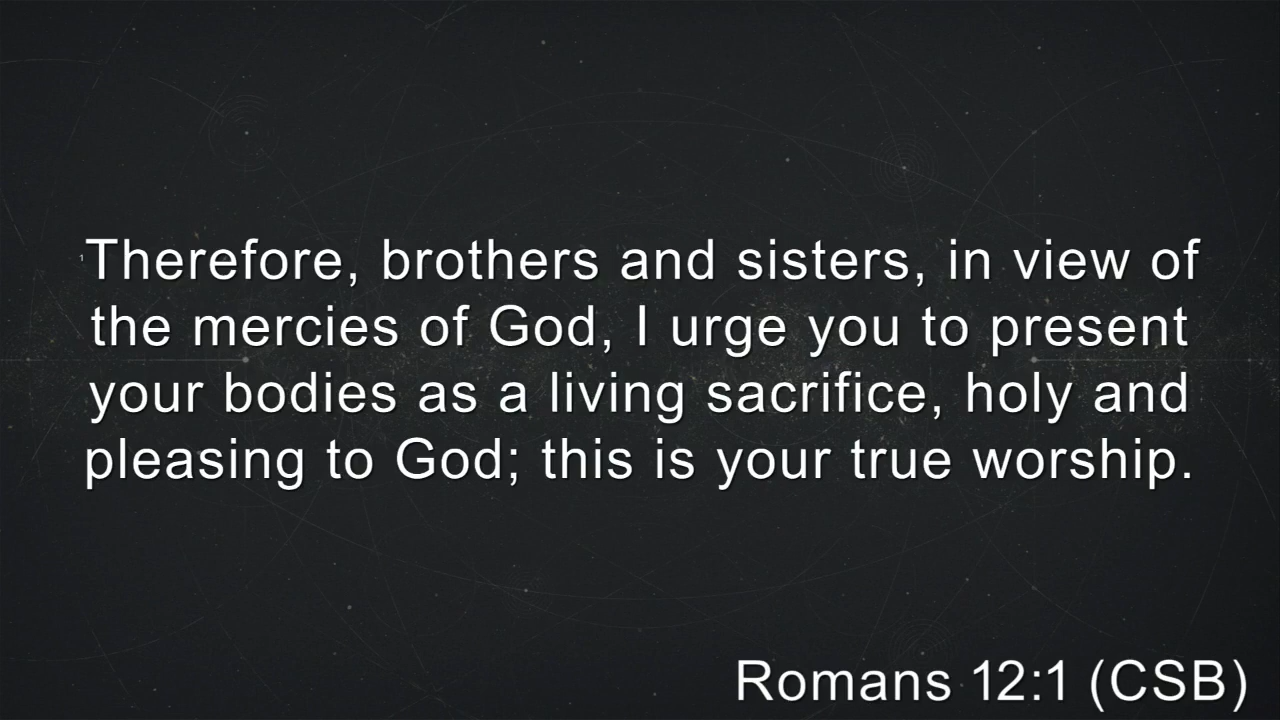 1Therefore, brothers and sisters, in view of
the mercies of God, I urge you to present
your bodies as a living sacrifice, holy and
pleasing to God; this is your true worship.
Romans 12:1 (CSB)